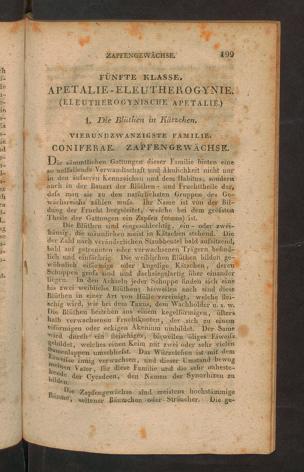 ZAPFENGEWÄCHSE. 199
FÜNFTE KLASSE.
APETALIE-ELEUTHEROGYNIE.
(ELEUTHEROGYNISCHE APETALIE.)
1. Die Blüthen in Kätzchen.
VIERUNDZWANZIGSTE FAMILIE.
CONIFERAE. ZAPFENGEWÄCHSE.
Die sämmtlichen Gattungen dieser Familie bieten eine
so auffallende Verwandtschaft und Ähnlichkeit nicht nur
in den äusseren Kennzeichen und dem Habitus, sondern
auch in der Bauart der Blüthen- und Fruchttheile dar,
dass man sie zu den natürlichsten Gruppen des Ge-
wächsreichs zählen muss. Ihr Name ist von der Bil-
dung der Frucht hergeleitet, welche bei dem grössten
Theile der Gattungen ein Zapfen (conus) ist.
Die Blüthen sind eingeschlechtig, ein- oder zwei-
häusig, die männlichen meist in Kätzchen stehend. Die
der Zahl nach veränderlichen Staubbeutel bald aufsitzend,
bald auf getrennten oder verwachsenen Trägern befind-
lich und einfächrig. Die weiblichen Blüthen bilden ge-
wöhnlich eiförmige oder kugelige Kätzchen, deren
Schuppen gross sind und dachziegelartig über einander
liegen. In den Achseln jeder Schuppe finden sich eine
bis zwei weibliche Blüthen; bisweilen auch sind diese
Blüthen in einer Art von Hülle vereinigt, welche flei-
schig wird, wie bei dem Taxus, dem Wachholder u. s. w.
Die Blüthen bestehen aus einem kegelförmigen, öfters
halb verwachsenen Fruchtknoten, der sich zu einem
eiförmigen oder eckigen Akenium umbildet. Der Same
wird durch ein fleischiges, bisweilen öliges Eiweiss
gebildet, welches einen Keim mit zwei oder sehr vielen
Samenlappen umschliesst. Das Würzelchen ist mit dem
Eiweisse innig verwachsen, und dieser Umstand bewog
meinen Vater, für diese Familie und die sehr naheste-
hende der Cycadeen, den Namen der Synorhizen zu
bilden.
Die Zapfengewächse sind meistens hochstämmige
Bäume, seltener Bäumchen oder Sträucher. Die ge-